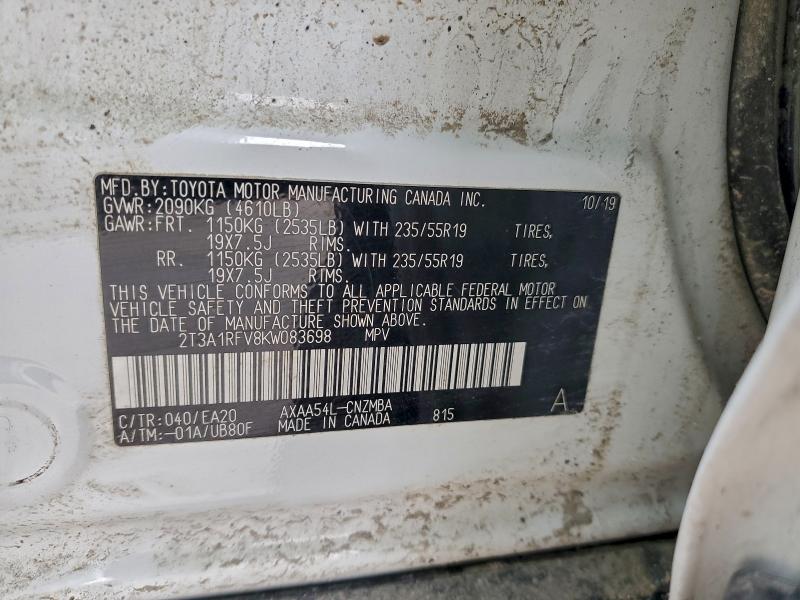 MFD. BY: TOYOTA MOTOR MANUFACTURING CANADA INC. 10/19
GVWR: 2090KG (4610LB)
GAWR: FRT. 1150KG (2535LB) WITH 235/55R19 TIRES,
19X7.5J RIMS.
RR. 1150KG (2535LB) WITH 235/55R19 TIRES,
19X7.5J RIMS.
THIS VEHICLE CONFORMS TO ALL APPLICABLE FEDERAL MOTOR
VEHICLE SAFETY AND THEFT PREVENTION STANDARDS IN EFFECT ON
THE DATE OF MANUFACTURE SHOWN ABOVE.
2T3A1RFV8KW083698 MPV
C/TR: 040/EA20 AXAA54L-CNZMBA A
A/TM: -01A/UB80F MADE IN CANADA 815